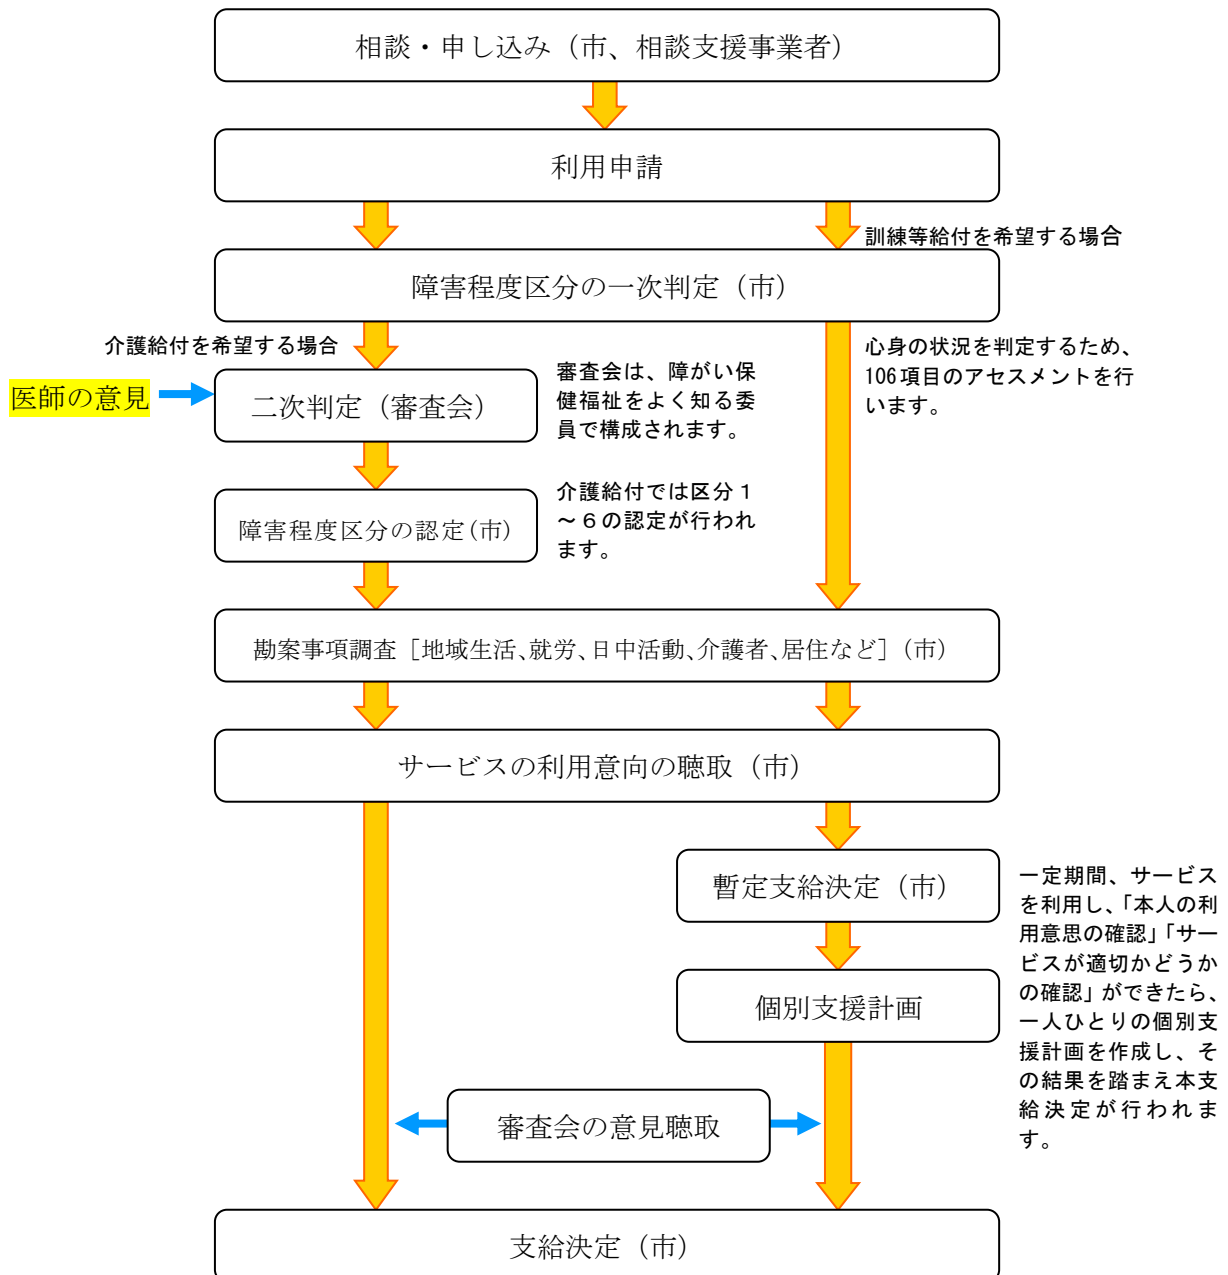 相談・申し込み（市、相談支援事業者）
利用申請
訓練等給付を希望する場合
障害程度区分の一次判定（市）
介護給付を希望する場合
心身の状況を判定するため、
106項目のアセスメントを行
います。
医師の意見
二次判定（審査会）
審査会は、障がい保
健福祉をよく知る委
員で構成されます。
障害程度区分の認定(市)
介護給付では区分１
～６の認定が行われ
ます。
勘案事項調査［地域生活、就労、日中活動、介護者、居住など］（市）
サービスの利用意向の聴取（市）
暫定支給決定（市）
一定期間、サービス
を利用し、「本人の利
用意思の確認」「サー
ビスが適切かどうか
の確認」ができたら、
一人ひとりの個別支
援計画を作成し、そ
の結果を踏まえ本支
給決定が行われま
す。
個別支援計画
審査会の意見聴取
支給決定（市）